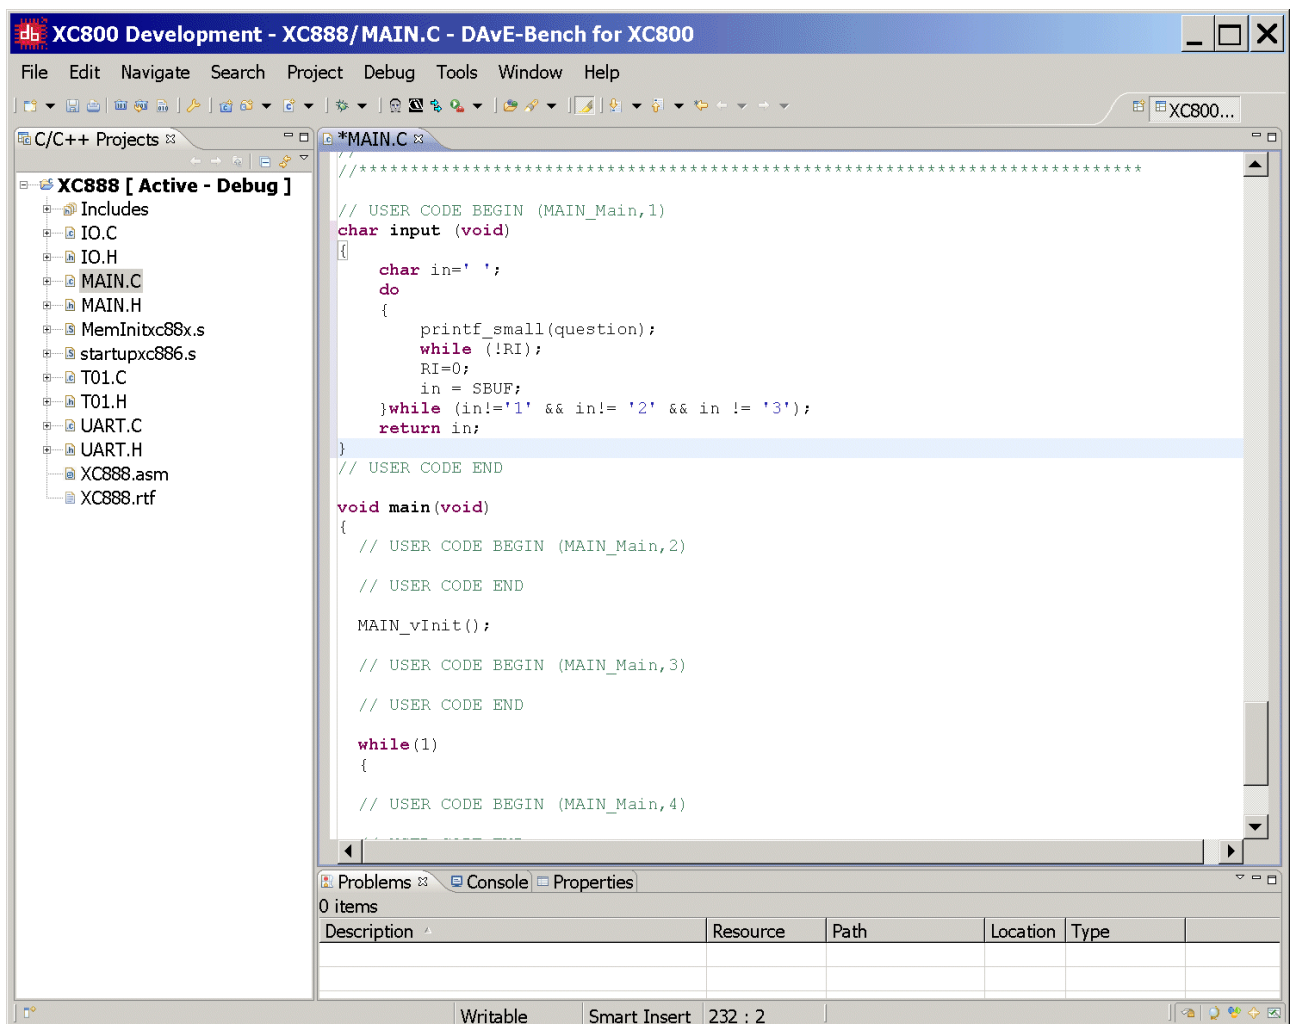 XC800 Development - XC888/MAIN.C - DAvE-Bench for XC800
File Edit Navigate Search Project Debug Tools Window Help
XC800...
C/C++ Projects
*MAIN.C
XC888 [ Active - Debug ]
Includes
IO.C
IO.H
MAIN.C
MAIN.H
MemInitxc88x.s
startupxc886.s
T01.C
T01.H
UART.C
UART.H
XC888.asm
XC888.rtf
//
//****************************************************************************
// USER CODE BEGIN (MAIN_Main,1)
char input (void)
{
char in=' ';
do
{
printf_small(question);
while (!RI);
RI=0;
in = SBUF;
}while (in!='1' && in!= '2' && in != '3');
return in;
}
// USER CODE END
void main(void)
{
// USER CODE BEGIN (MAIN_Main,2)
// USER CODE END
MAIN_vInit();
// USER CODE BEGIN (MAIN_Main,3)
// USER CODE END
while(1)
{
// USER CODE BEGIN (MAIN_Main,4)
Problems Console Properties
0 items
Description Resource Path Location Type
Writable Smart Insert 232 : 2